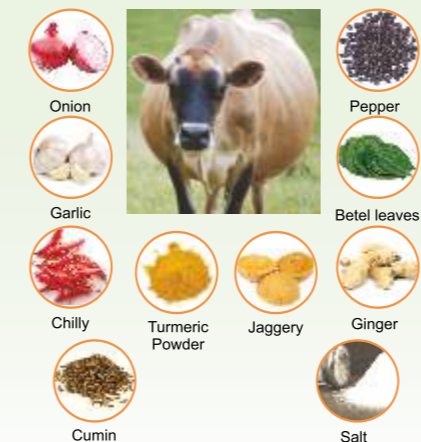 Onion
Pepper
Garlic
Betel leaves
Chilly
Turmeric
Powder
Jaggery
Ginger
Cumin
Salt